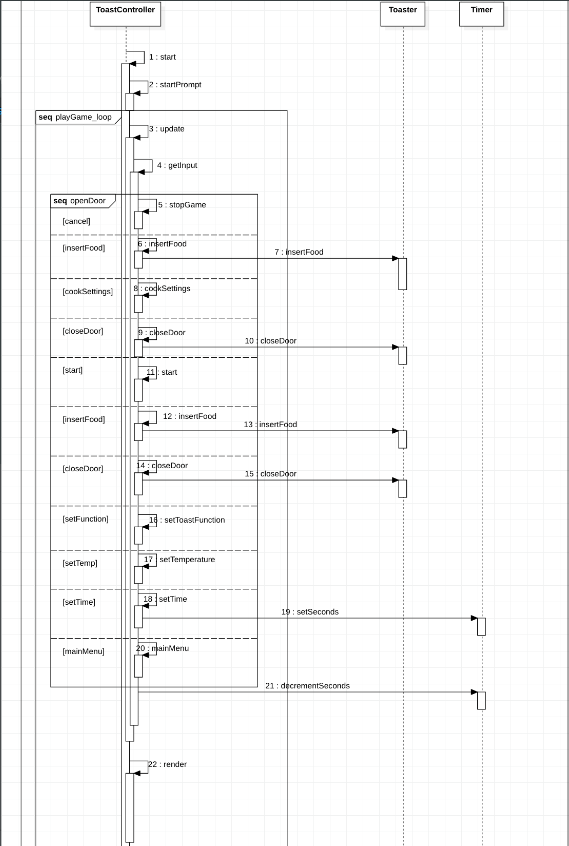 ToastController
Toaster
Timer
1 : start
2 : startPrompt
seq playGame_loop
3 : update
4 : getInput
seq openDoor
5 : stopGame
[cancel]
6 : insertFood
[insertFood]
7 : insertFood
8 : cookSettings
[cookSettings]
[closeDoor]
9 : closeDoor
10 : closeDoor
[start]
11 : start
[insertFood]
12 : insertFood
13 : insertFood
14 : closeDoor
[closeDoor]
15 : closeDoor
[setFunction]
16 : setToastFunction
17 : setTemperature
[setTemp]
18 : setTime
[setTime]
19 : setSeconds
20 : mainMenu
[mainMenu]
21 : decrementSeconds
22 : render